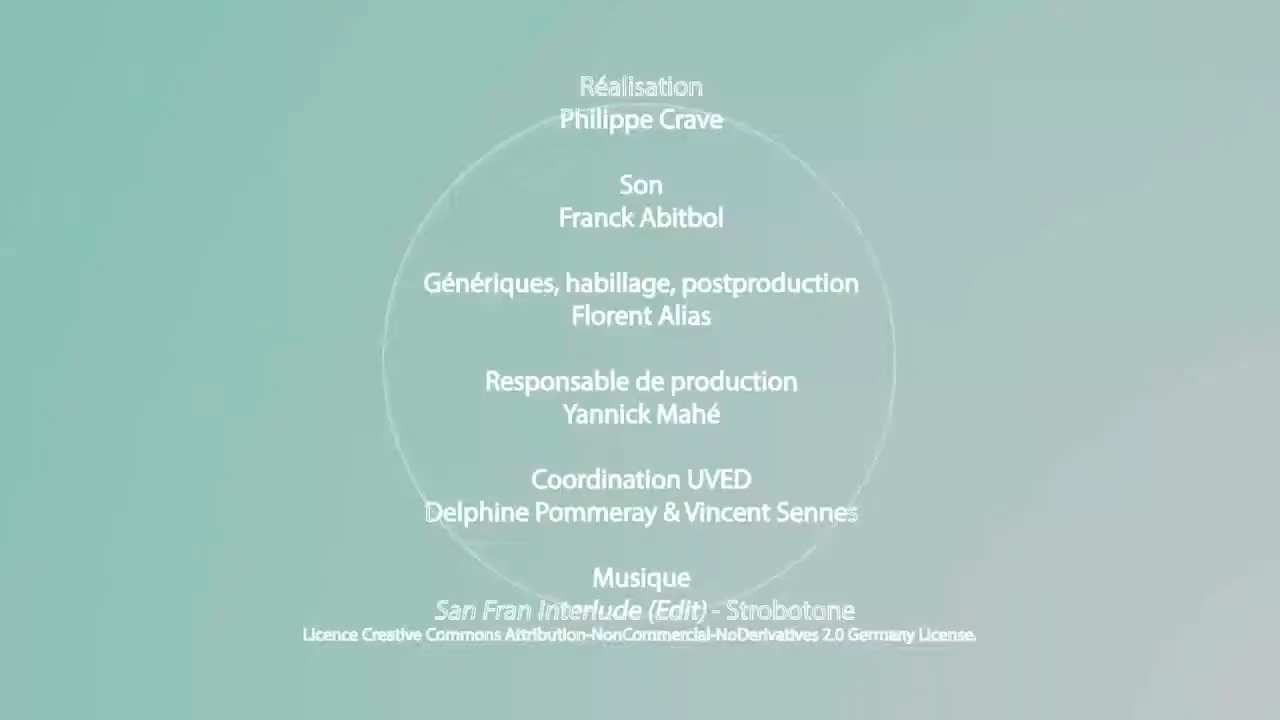 Réalisation
Philippe Crave
Son
Franck Abitbol
Génériques, habillage, postproduction
Florent Alias
Responsable de production
Yannick Mahé
Coordination UVED
Delphine Pommeray & Vincent Sennes
Musique
San Fran Interlude (Edit) - Strobotone
Licence Creative Commons Attribution-NonCommercial-NoDerivatives 2.0 Germany License.